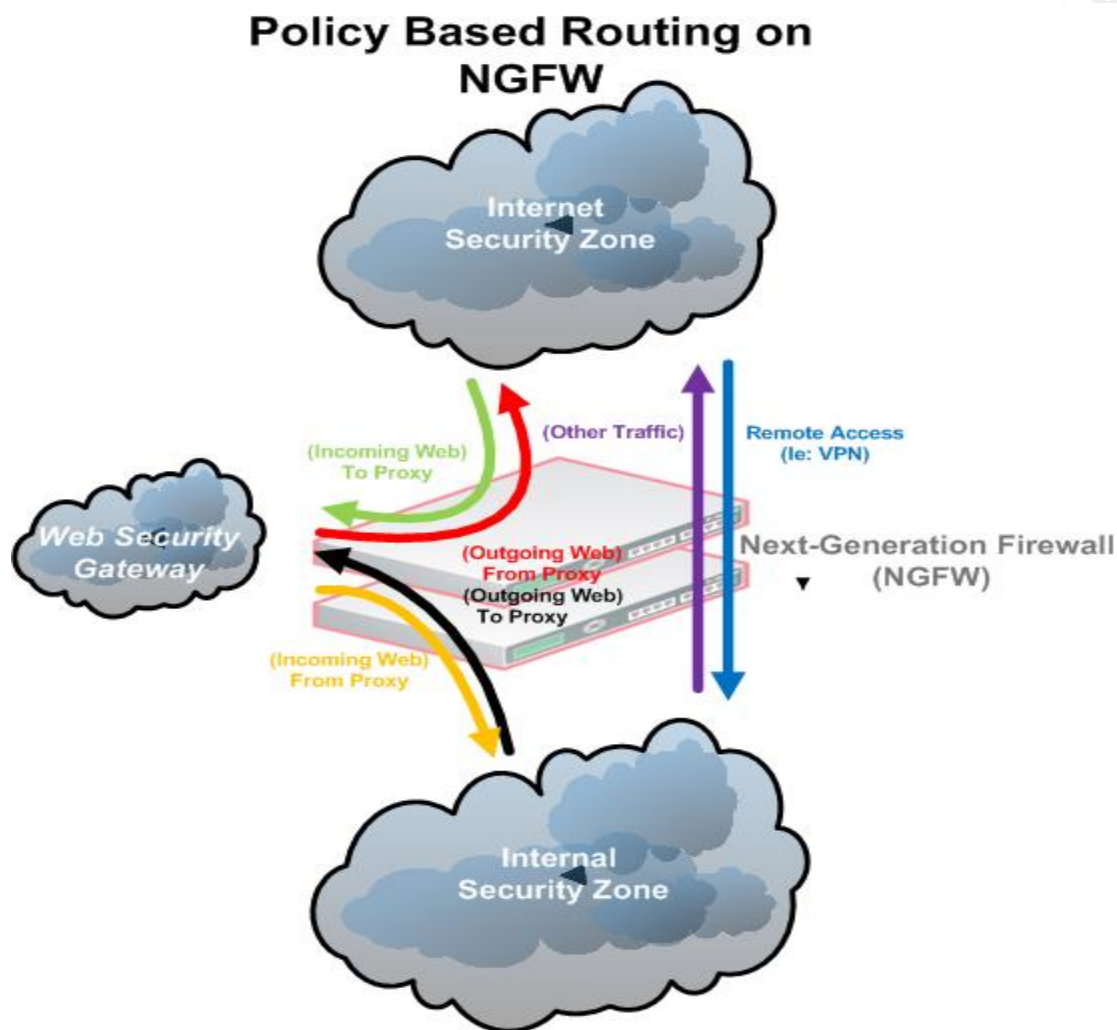 Policy Based Routing on
NGFW
Internet
Security Zone
(Incoming Web)
To Proxy
(Other Traffic)
Remote Access
(Ie: VPN)
Web Security
Gateway
(Outgoing Web)
From Proxy
(Outgoing Web)
To Proxy
Next-Generation Firewall
(NGFW)
(Incoming Web)
From Proxy
Internal
Security Zone